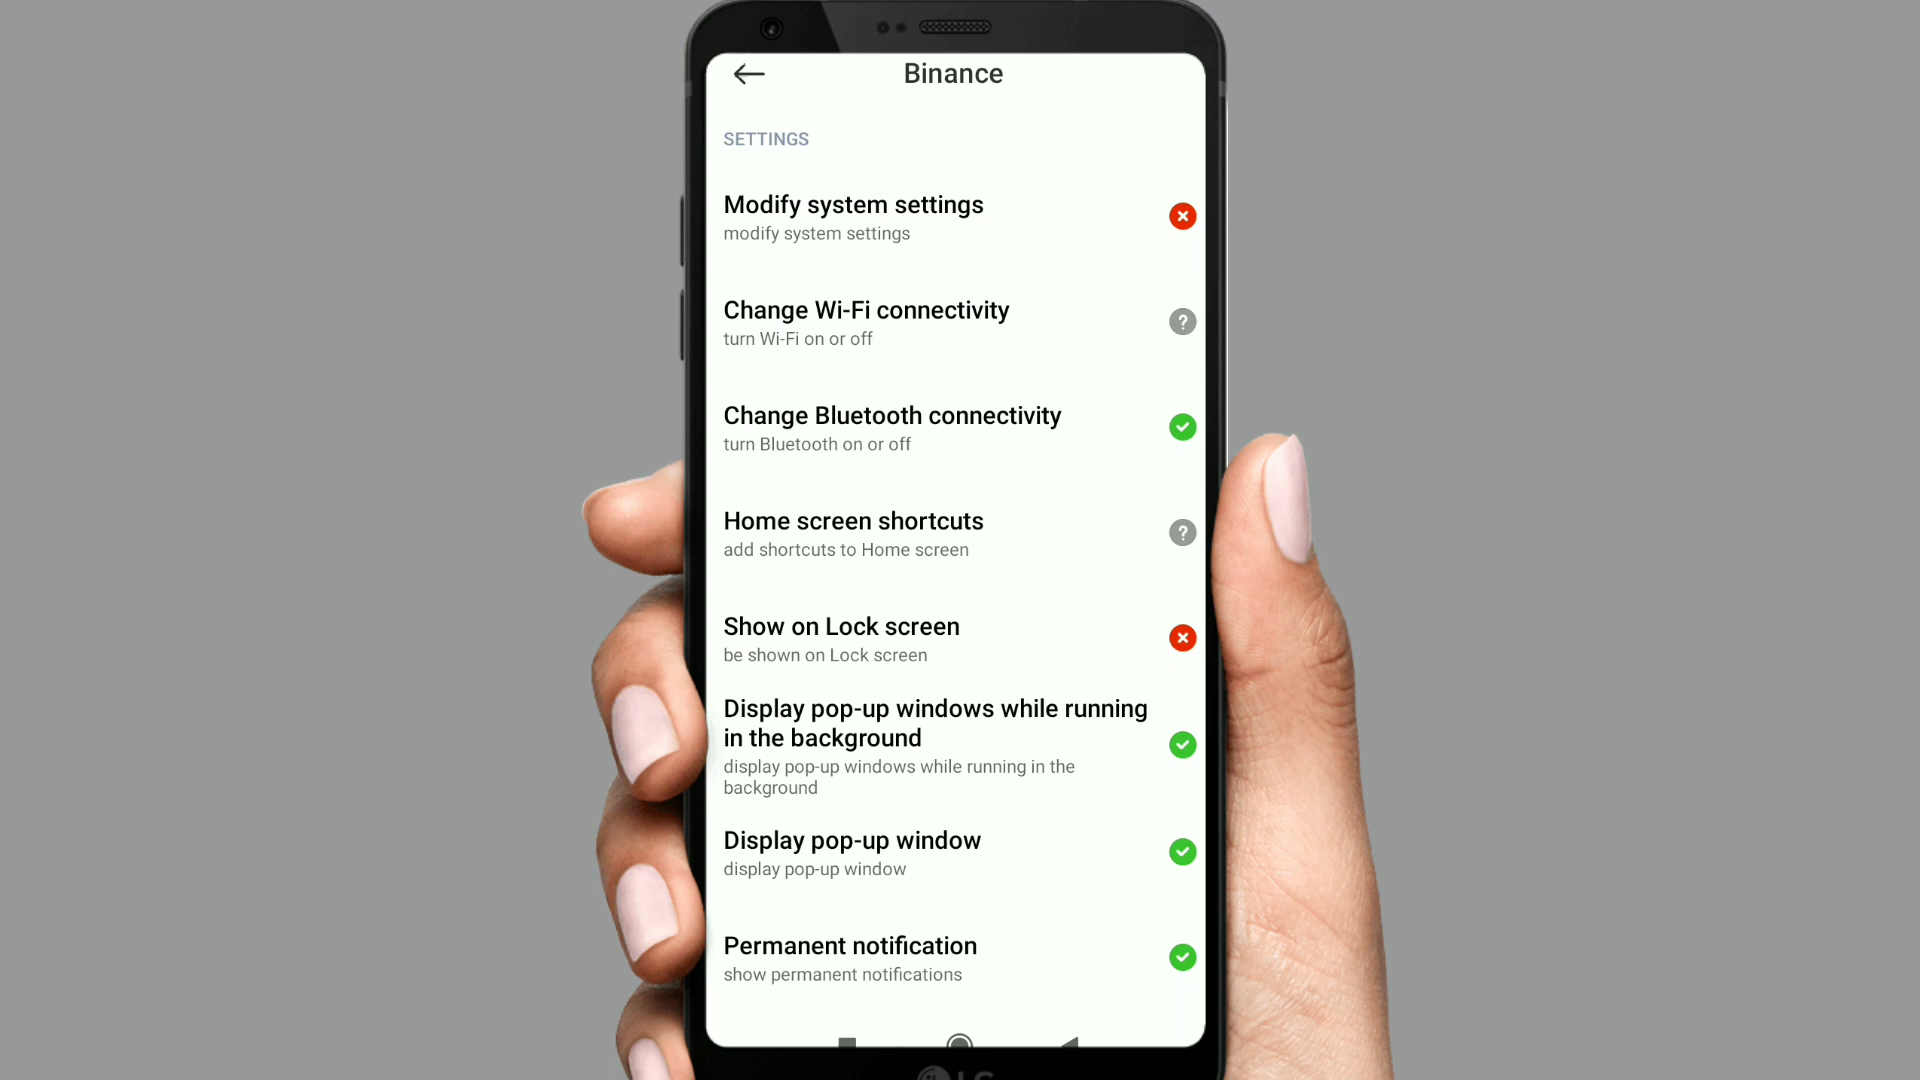 Binance
SETTINGS
Modify system settings
modify system settings
Change Wi-Fi connectivity
turn Wi-Fi on or off
?
Change Bluetooth connectivity
turn Bluetooth on or off
Home screen shortcuts
add shortcuts to Home screen
?
Show on Lock screen
be shown on Lock screen
Display pop-up windows while running
in the background
display pop-up windows while running in the
background
Display pop-up window
display pop-up window
Permanent notification
show permanent notifications
LG